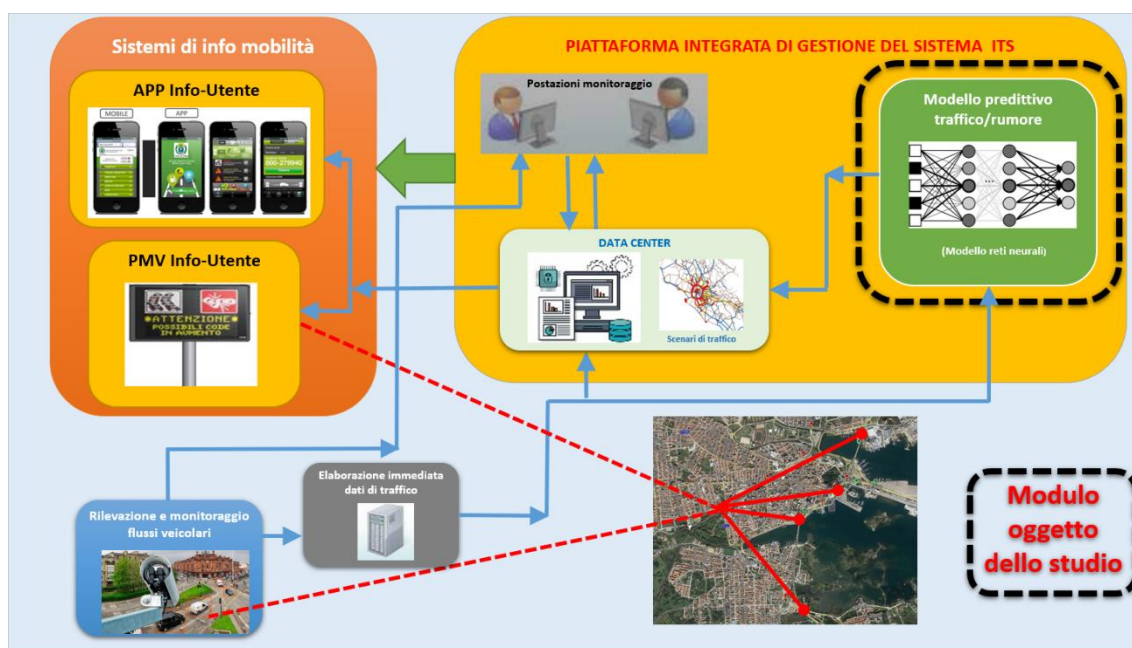 Sistemi di info mobilità
APP Info-Utente
MOBILE
APP
800-279940
PMV Info-Utente
*ATTENZIONE*
POSSIBILI CODE
IN AUMENTO
PIATTAFORMA INTEGRATA DI GESTIONE DEL SISTEMA ITS
Postazioni monitoraggio
DATA CENTER
Scenari di traffico
Modello predittivo
traffico/rumore
(Modello reti neurali)
Rilevazione e monitoraggio
flussi veicolari
Elaborazione immediata
dati di traffico
Modulo
oggetto
dello studio